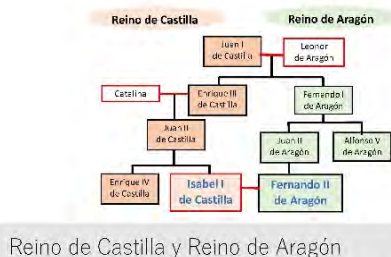 Reino de Castilla
Reino de Aragón
Juan I
de Castilla
Leonor
de Aragón
Catalina
Enrique III
de Castilla
Fernando I
de Aragón
Juan II
de Castilla
Juan II
de Aragón
Alfonso V
de Aragón
Enrique IV
de Castilla
Isabel I
de Castilla
Fernando II
de Aragón
Reino de Castilla y Reino de Aragón